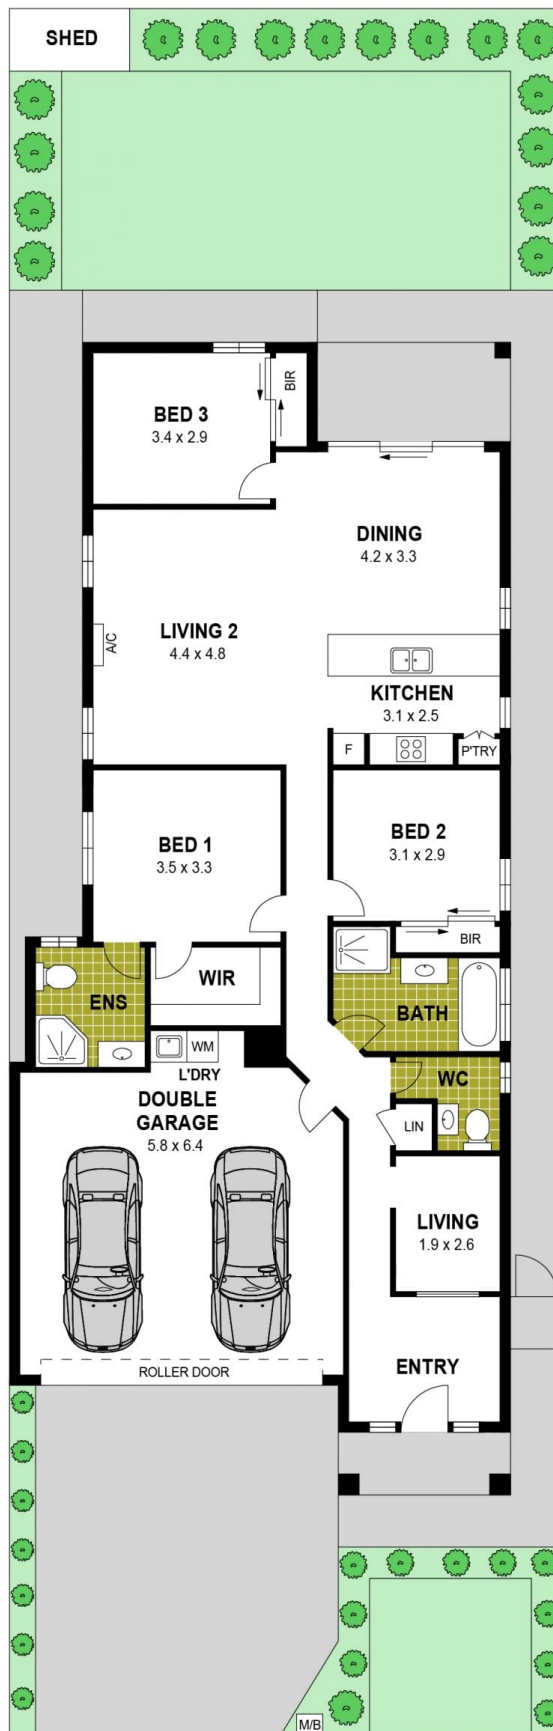 SHED
BIR
BED 3
3.4 x 2.9
DINING
4.2 x 3.3
LIVING 2
4.4 x 4.8
A/C
KITCHEN
3.1 x 2.5
F
P'TRY
BED 1
3.5 x 3.3
BED 2
3.1 x 2.9
BIR
WIR
ENS
BATH
WM
L'DRY
DOUBLE
GARAGE
5.8 x 6.4
WC
LIN
LIVING
1.9 x 2.6
ENTRY
ROLLER DOOR
M/B